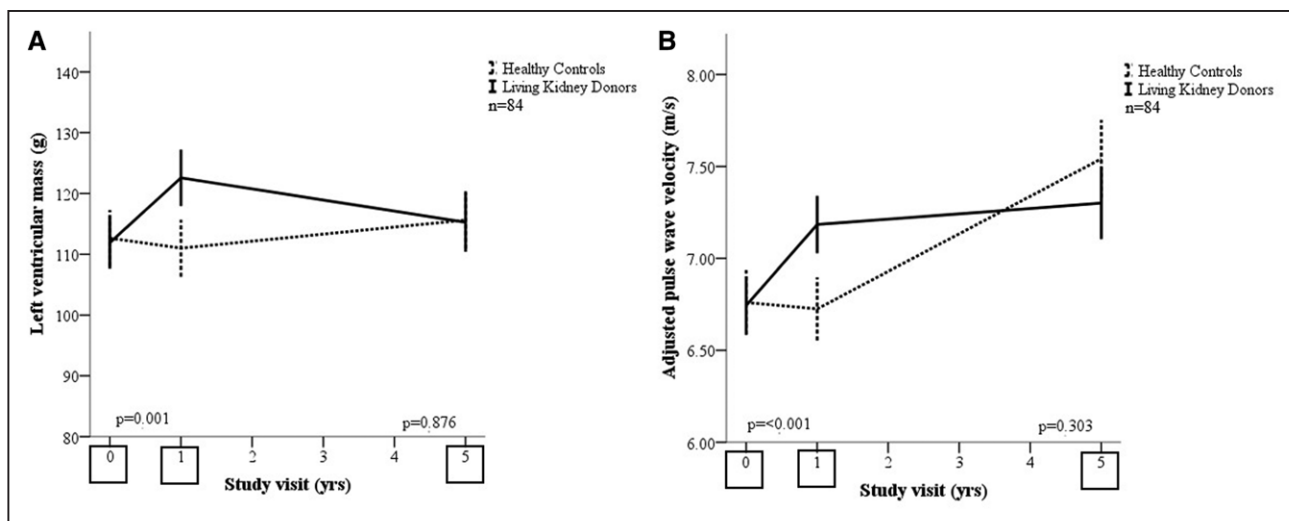 A
Left ventricular mass (g)
140
130
120
110
100
90
80
Healthy Controls
Living Kidney Donors
n=84
p=0.001
p=0.876
0 1 2 3 4 5
Study visit (yrs)
B
Adjusted pulse wave velocity (m/s)
8.00
7.50
7.00
6.50
6.00
Healthy Controls
Living Kidney Donors
n=84
p=<0.001
p=0.303
0 1 2 3 4 5
Study visit (yrs)